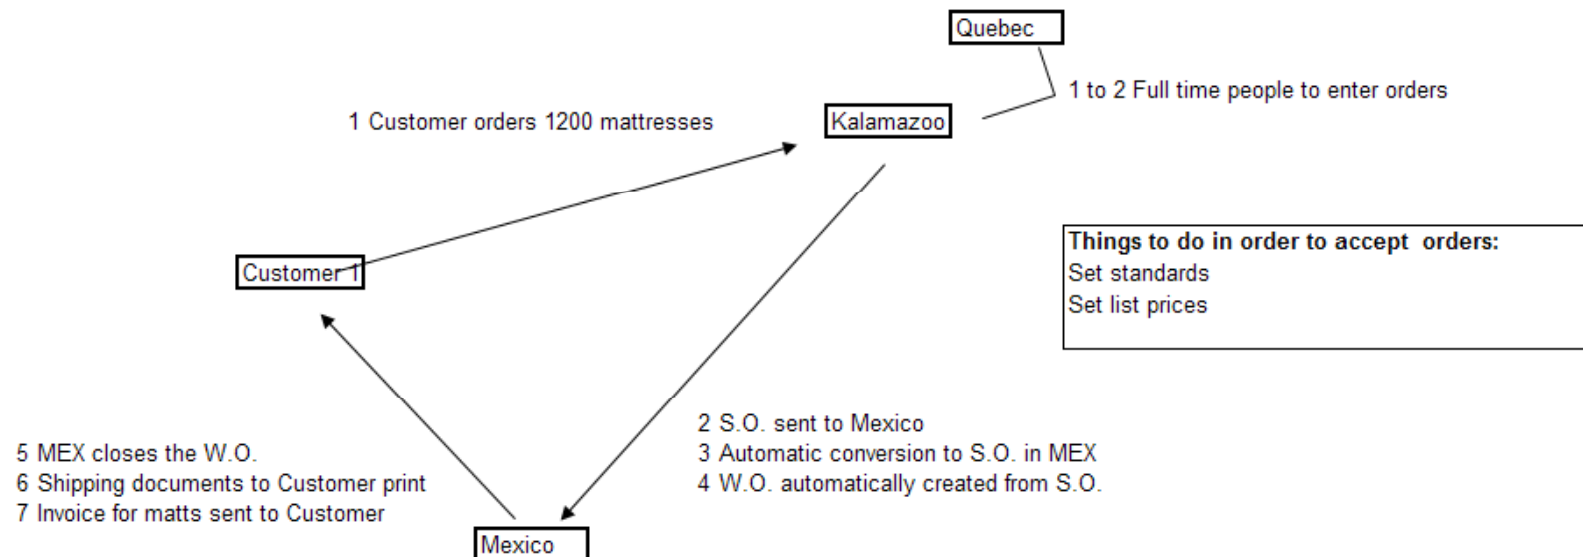 Quebec
1 to 2 Full time people to enter orders
1 Customer orders 1200 mattresses
Kalamazoo
Customer 1
Things to do in order to accept  orders:
Set standards
Set list prices
2 S.O. sent to Mexico
3 Automatic conversion to S.O. in MEX
4 W.O. automatically created from S.O.
5 MEX closes the W.O.
6 Shipping documents to Customer print
7 Invoice for matts sent to Customer
Mexico